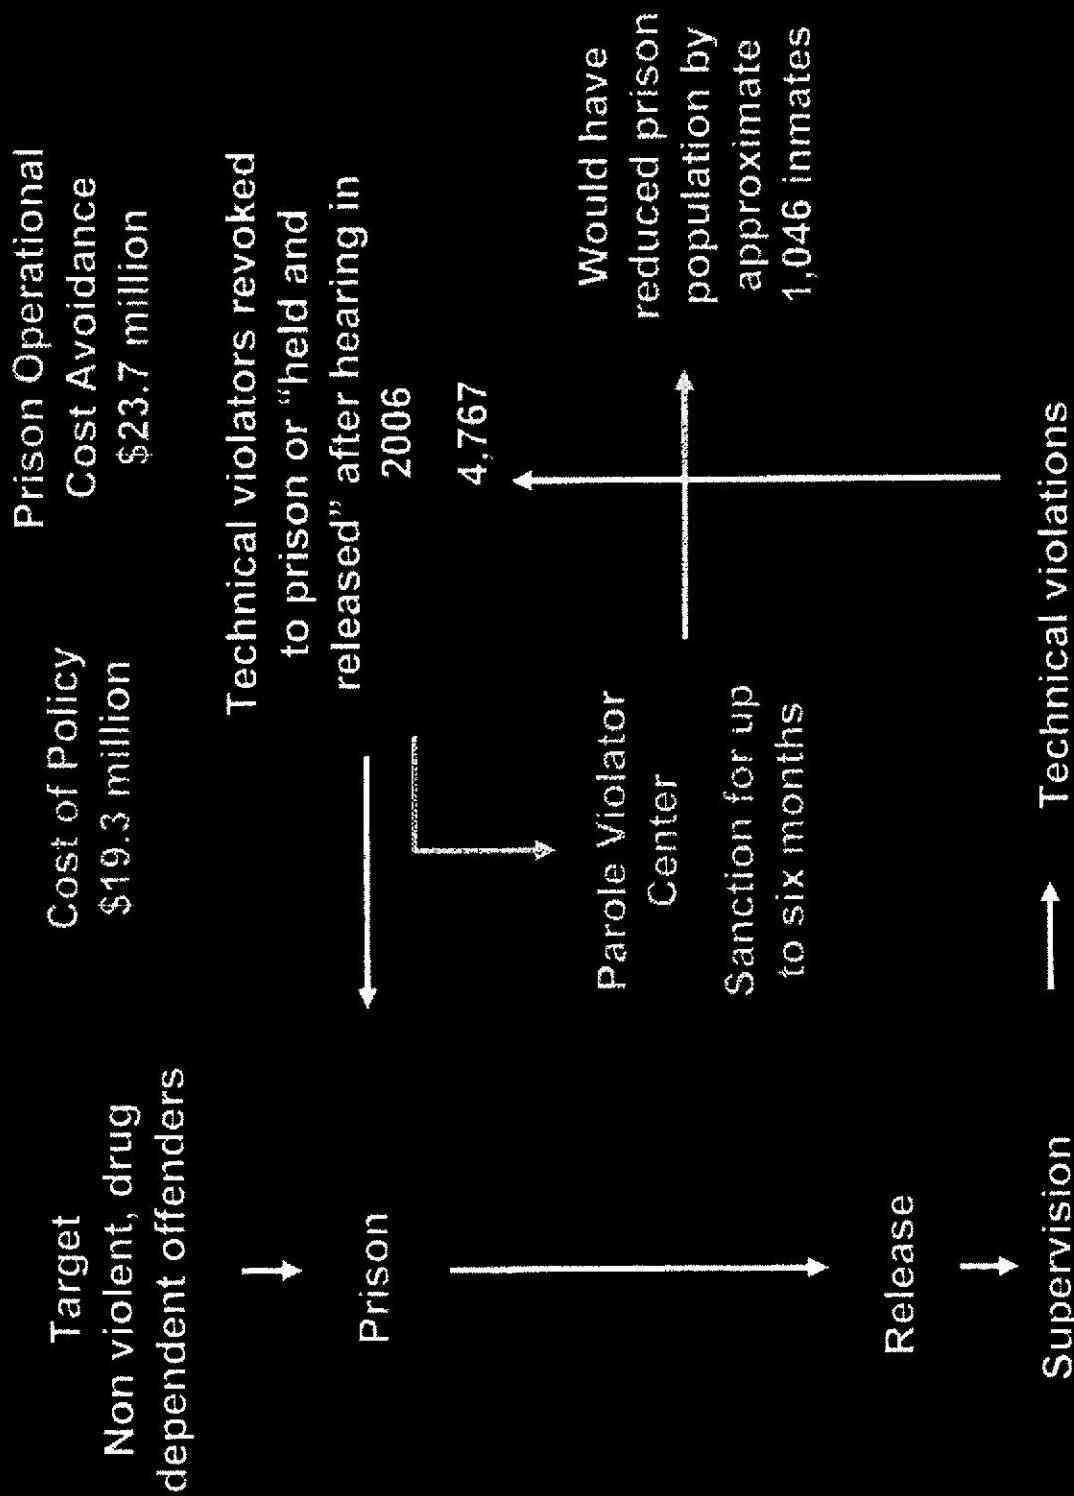 Target
Non violent, drug
dependent offenders
Cost of Policy
$19.3 million
Prison Operational
Cost Avoidance
$23.7 million
Prison
Technical violators revoked
to prison or “held and
released” after hearing in
2006
4,767
Parole Violator
Center
Sanction for up
to six months
Would have
reduced prison
population by
approximate
1,046 inmates
Release
Supervision
Technical violations